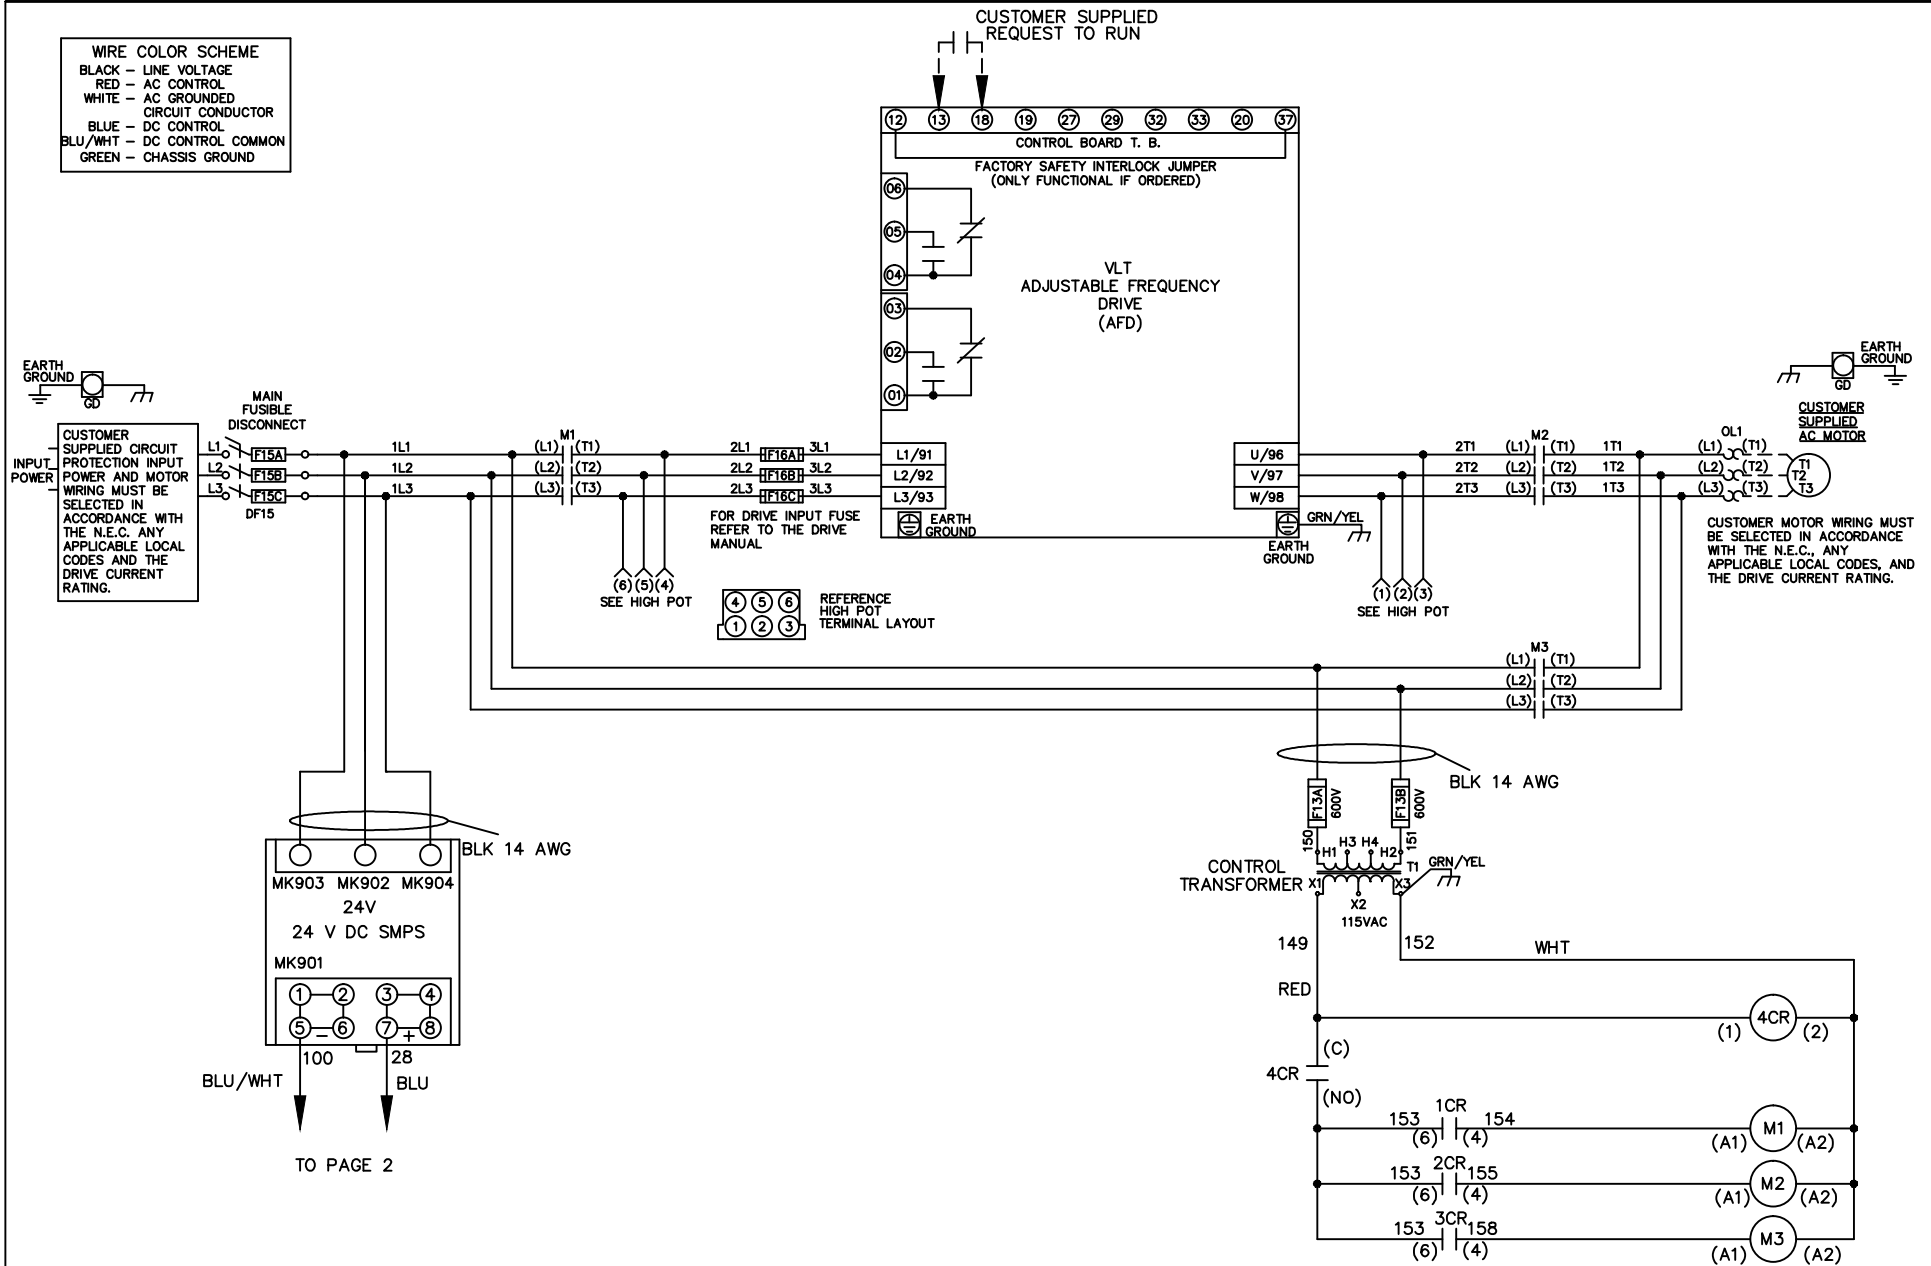 CUSTOMER SUPPLIED
REQUEST TO RUN
WIRE COLOR SCHEME
BLACK – LINE VOLTAGE
RED – AC CONTROL
WHITE – AC GROUNDED
CIRCUIT CONDUCTOR
BLUE – DC CONTROL
BLU/WHT – DC CONTROL COMMON
GREEN – CHASSIS GROUND
12 13 18 19 27 29 32 33 20 37
CONTROL BOARD T. B.
FACTORY SAFETY INTERLOCK JUMPER
(ONLY FUNCTIONAL IF ORDERED)
06
05
04
03
02
01
VLT
ADJUSTABLE FREQUENCY
DRIVE
(AFD)
EARTH
GROUND
GD
MAIN
FUSIBLE
DISCONNECT
INPUT
POWER
CUSTOMER
SUPPLIED CIRCUIT
PROTECTION INPUT
POWER AND MOTOR
WIRING MUST BE
SELECTED IN
ACCORDANCE WITH
THE N.E.C. ANY
APPLICABLE LOCAL
CODES AND THE
DRIVE CURRENT
RATING.
L1 F15A 1L1 (L1) M1 (T1) 2L1 F16A 3L1 L1/91
L2 F15B 1L2 (L2) (T2) 2L2 F16B 3L2 L2/92
L3 F15C 1L3 (L3) (T3) 2L3 F16C 3L3 L3/93
DF15
FOR DRIVE INPUT FUSE
REFER TO THE DRIVE
MANUAL
EARTH
GROUND
(6) (5) (4)
SEE HIGH POT
4 5 6
1 2 3
REFERENCE
HIGH POT
TERMINAL LAYOUT
U/96 2T1 (L1) M2 (T1) 1T1 (L1) OL1 (T1)
V/97 2T2 (L2) (T2) 1T2 (L2) (T2)
W/98 2T3 (L3) (T3) 1T3 (L3) (T3)
GRN/YEL
EARTH
GROUND
(1) (2) (3)
SEE HIGH POT
EARTH
GROUND
GD
CUSTOMER
SUPPLIED
AC MOTOR
T1
T2
T3
CUSTOMER MOTOR WIRING MUST
BE SELECTED IN ACCORDANCE
WITH THE N.E.C., ANY
APPLICABLE LOCAL CODES, AND
THE DRIVE CURRENT RATING.
M3
(L1) (T1)
(L2) (T2)
(L3) (T3)
BLK 14 AWG
MK903 MK902 MK904
24V
24 V DC SMPS
MK901
1 2 3 4
5 – 6 7 + 8
100 28
BLU/WHT BLU
TO PAGE 2
BLK 14 AWG
F13A 600V F13B 600V
150 151
H1 H3 H4 H2
T1
GRN/YEL
CONTROL
TRANSFORMER
X1 X3
X2
115VAC
149 152 WHT
RED
(1) 4CR (2)
(C)
4CR
(NO)
153 1CR 154
(6) (4) (A1) M1 (A2)
153 2CR 155
(6) (4) (A1) M2 (A2)
153 3CR 158
(6) (4) (A1) M3 (A2)